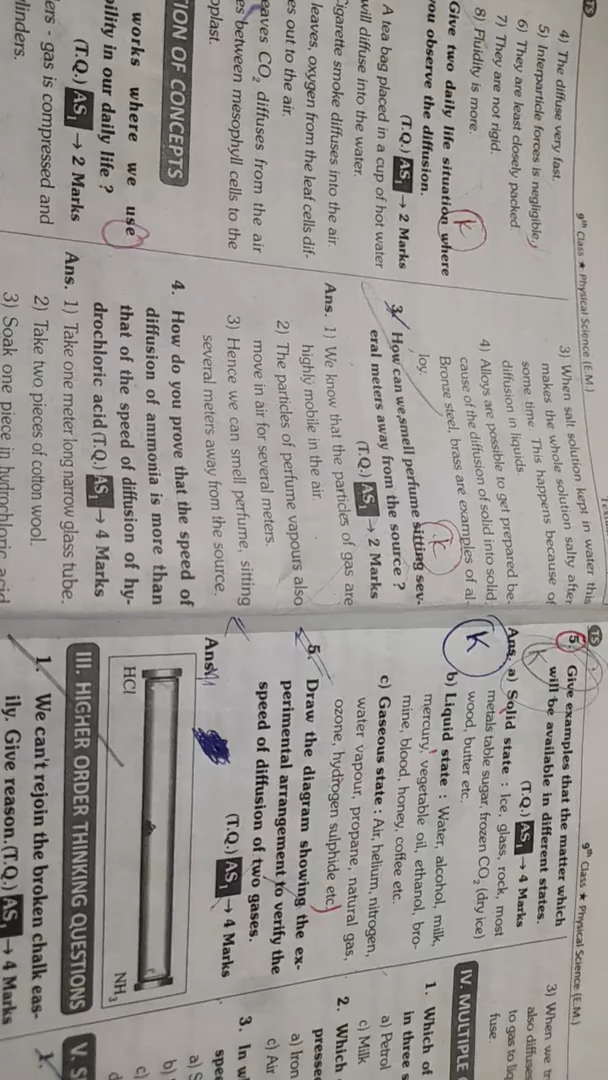 4) The diffuse very fast.
5) Interparticle forces is negligible.
6) They are least closely packed
7) They are not rigid.
8) Fluidity is more.
Give two daily life situation where
you observe the diffusion.
(T.Q.) AS1 → 2 Marks
A tea bag placed in a cup of hot water
will diffuse into the water.
Cigarette smoke diffuses into the air.
leaves, oxygen from the leaf cells dif-
es out to the air.
eaves CO2 diffuses from the air
es between mesophyll cells to the
oplast.
ION OF CONCEPTS
works where we use
bility in our daily life ?
(T.Q.) AS1 → 2 Marks
ers - gas is compressed and
linders.
9th Class ★ Physical Science (E.M.)
3) When salt solution kept in water this
makes the whole solution salty after
some time. This happens because of
diffusion in liquids.
4) Alloys are possible to get prepared be-
cause of the diffusion of solid into solid.
Bronze steel, brass are examples of al-
loy.
3. How can we smell perfume sitting sev-
eral meters away from the source ?
(T.Q.) AS1 → 2 Marks
Ans. 1) We know that the particles of gas are
highly mobile in the air.
2) The particles of perfume vapours also
move in air for several meters.
3) Hence we can smell perfume, sitting
several meters away from the source.
4. How do you prove that the speed of
diffusion of ammonia is more than
that of the speed of diffusion of hy-
drochloric acid (T.Q.) AS1 → 4 Marks
Ans. 1) Take one meter long narrow glass tube.
2) Take two pieces of cotton wool.
3) Soak one piece in hydrochloric acid
K
K
15
9th Class ★ Physical Science (E.M.)
5. Give examples that the matter which
will be available in different states.
(T.Q.) AS1 → 4 Marks
Ans. a) Solid state : Ice, glass, rock, most
metals table sugar, frozen CO2 (dry ice)
wood, butter etc.
b) Liquid state : Water, alcohol, milk,
mercury, vegetable oil, ethanol, bro-
mine, blood, honey, coffee etc.
c) Gaseous state : Air, helium, nitrogen,
water vapour, propane, natural gas,
ozone, hydrogen sulphide etc
K
5. Draw the diagram showing the ex-
perimental arrangement to verify the
speed of diffusion of two gases.
(T.Q.) AS1 → 4 Marks
Ans.
HCl
NH3
III. HIGHER ORDER THINKING QUESTIONS
1. We can't rejoin the broken chalk eas-
ily. Give reason.(T.Q.) AS1 → 4 Marks
3) When we tr
also diffuses
to gas to liq
fuse.
IV. MULTIPLE
1. Which of
in three s
a) Petrol
c) Milk
2. Which
presse
a) Iron
c) Air
3. In w
spee
a) S
b)
c)
d
V. S
1.